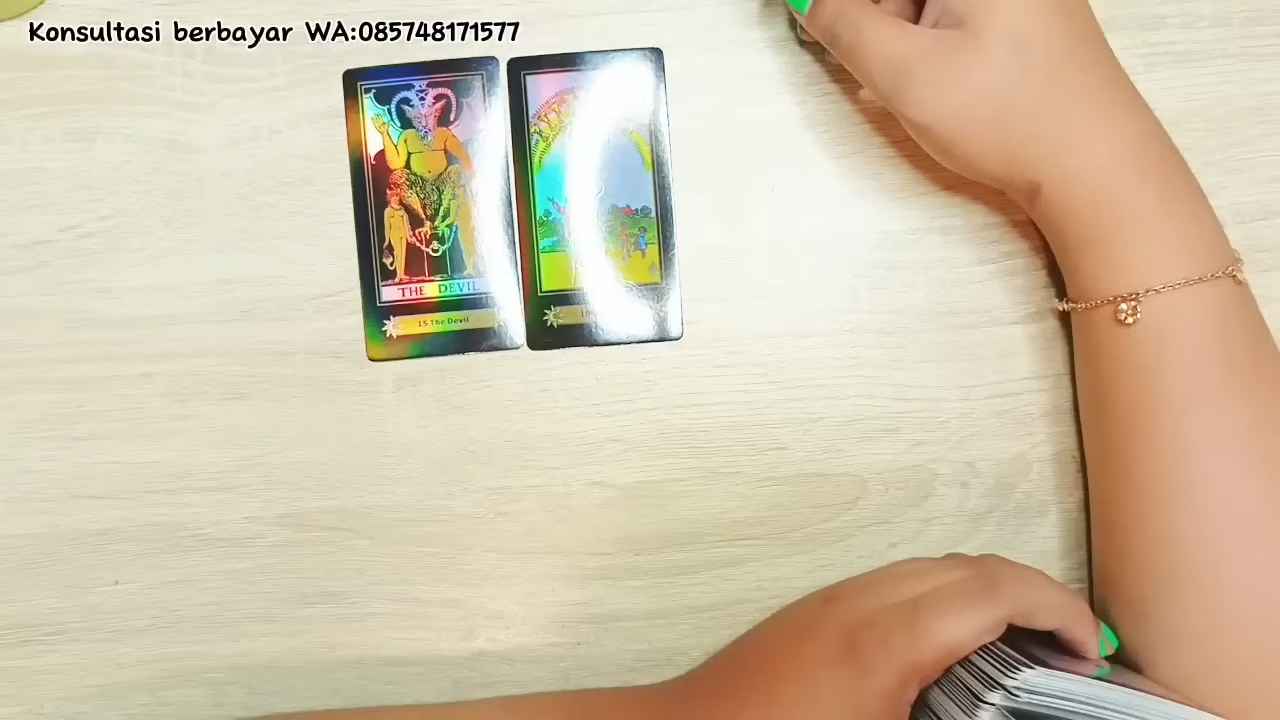 Konsultasi berbayar WA:085748171577
THE DEVIL
15 The Devil